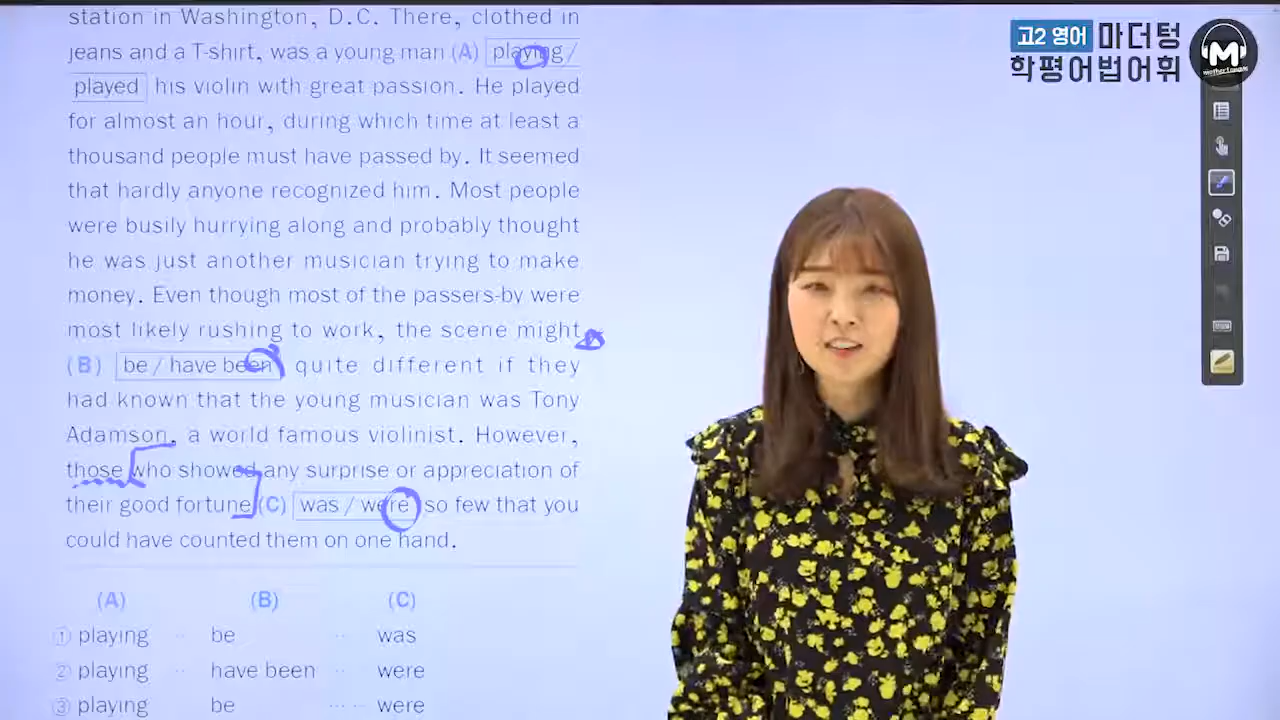 station in Washington, D.C. There, clothed in
jeans and a T-shirt, was a young man (A) playing /
played his violin with great passion. He played
for almost an hour, during which time at least a
thousand people must have passed by. It seemed
that hardly anyone recognized him. Most people
were busily hurrying along and probably thought
he was just another musician trying to make
money. Even though most of the passers-by were
most likely rushing to work, the scene might
(B) be / have been quite different if they
had known that the young musician was Tony
Adamson, a world famous violinist. However,
those who showed any surprise or appreciation of
their good fortune (C) was / were so few that you
could have counted them on one hand.
(A) (B) (C)
① playing ··· be ··· was
② playing ··· have been ··· were
③ playing be ····· were
고2 영어 마더텅
학평어법어휘
M
mothertongue